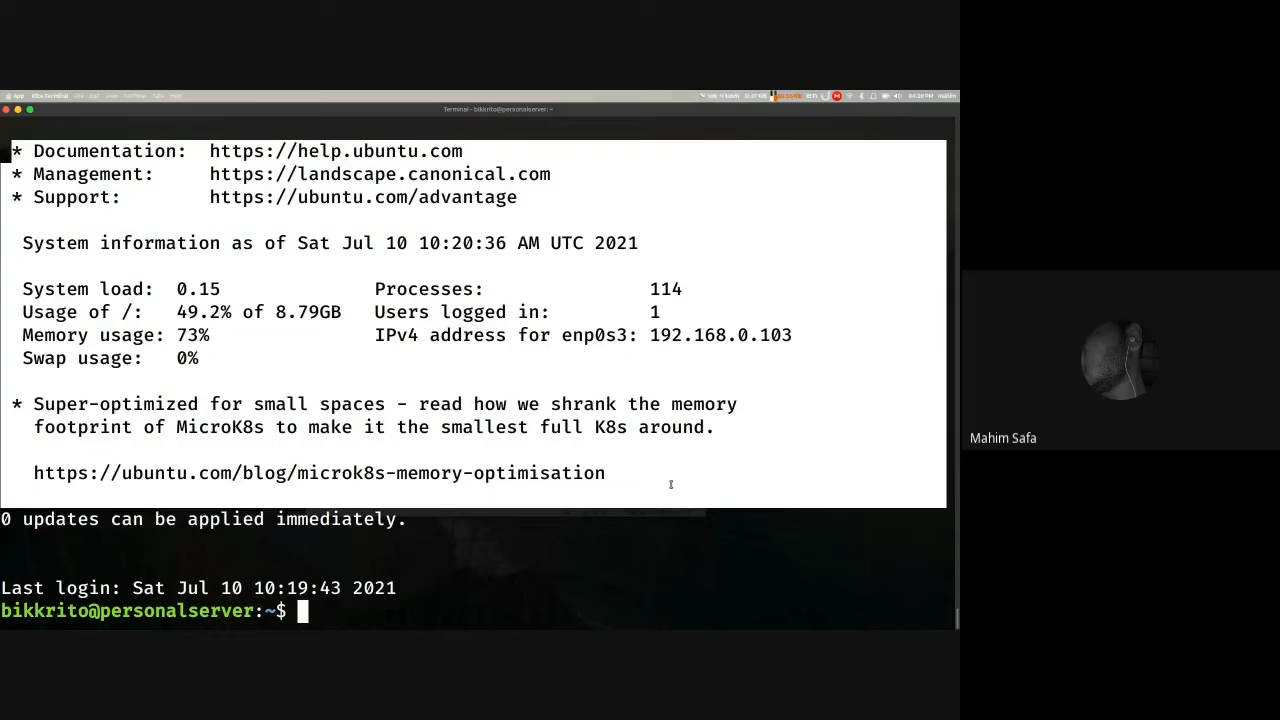 Terminal - bikkrito@personalserver: ~
* Documentation:  https://help.ubuntu.com
* Management:     https://landscape.canonical.com
* Support:        https://ubuntu.com/advantage
System information as of Sat Jul 10 10:20:36 AM UTC 2021
System load:  0.15              Processes:               114
Usage of /:   49.2% of 8.79GB   Users logged in:         1
Memory usage: 73%               IPv4 address for enp0s3: 192.168.0.103
Swap usage:   0%
* Super-optimized for small spaces - read how we shrank the memory
footprint of MicroK8s to make it the smallest full K8s around.
https://ubuntu.com/blog/microk8s-memory-optimisation
0 updates can be applied immediately.
Last login: Sat Jul 10 10:19:43 2021
bikkrito@personalserver:~$
Mahim Safa